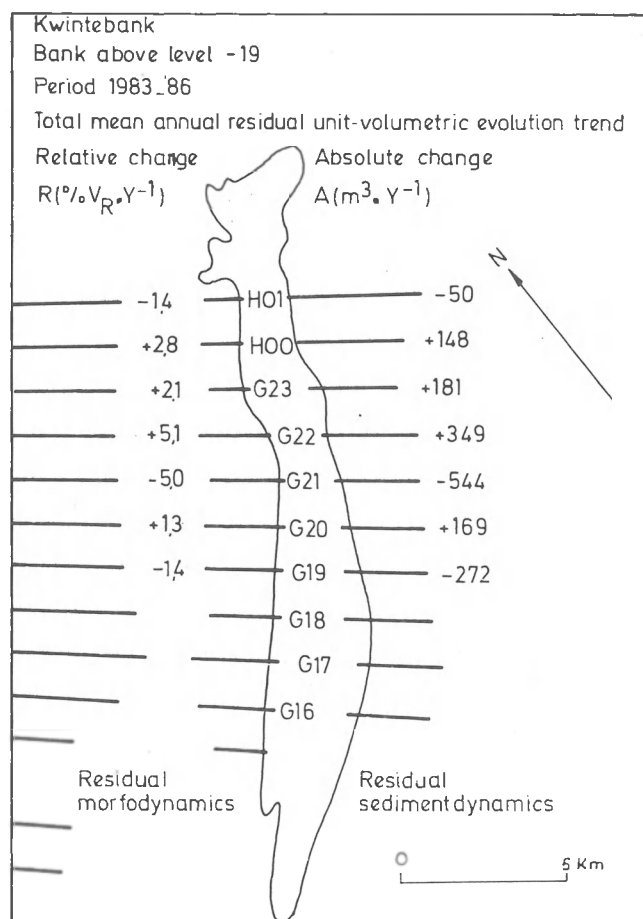 Kwintebank
Bank above level -19
Period 1983-'86
Total mean annual residual unit-volumetric evolution trend
Relative change Absolute change
R(%V_R.Y⁻¹) A(m³.Y⁻¹)
N
-1,4 H01 -50
+2,8 H00 +148
+2,1 G23 +181
+5,1 G22 +349
-5,0 G21 -544
+1,3 G20 +169
-1,4 G19 -272
G18
G17
G16
Residual Residual
morfodynamics sedimentdynamics
0 5 Km